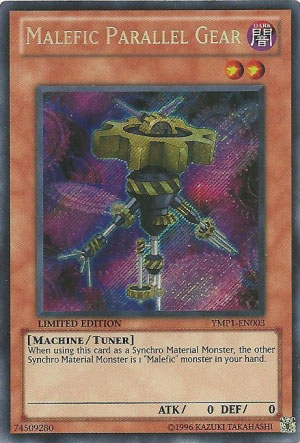 MALEFIC PARALLEL GEAR
DARK
闇
LIMITED EDITION
YMP1-EN003
[MACHINE/TUNER]
When using this card as a Synchro Material Monster, the other
Synchro Material Monster is 1 "Malefic" monster in your hand.
ATK/ 0 DEF/ 0
74509280
©1996 KAZUKI TAKAHASHI